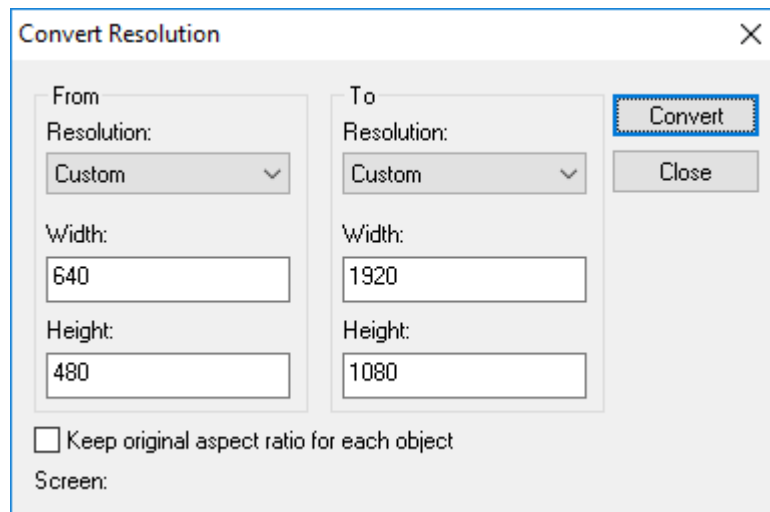 Convert Resolution
From
Resolution:
Custom
Width:
640
Height:
480
To
Resolution:
Custom
Width:
1920
Height:
1080
Convert
Close
Keep original aspect ratio for each object
Screen: